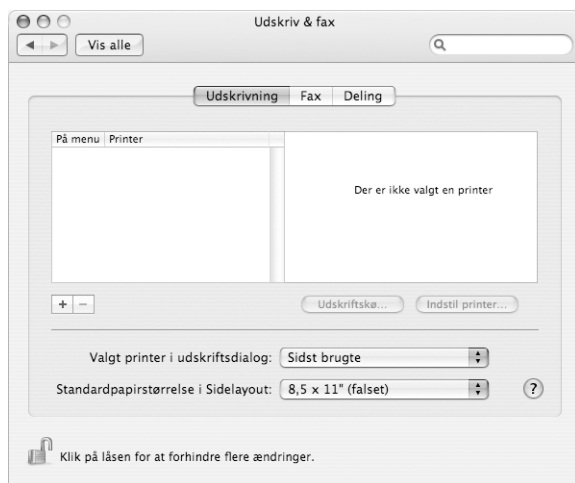 Udskriv & fax
Vis alle
Udskrivning Fax Deling
På menu Printer
Der er ikke valgt en printer
+ −
Udskriftskø... Indstil printer...
Valgt printer i udskriftsdialog: Sidst brugte
Standardpapirstørrelse i Sidelayout: 8,5 x 11" (falset) ?
Klik på låsen for at forhindre flere ændringer.